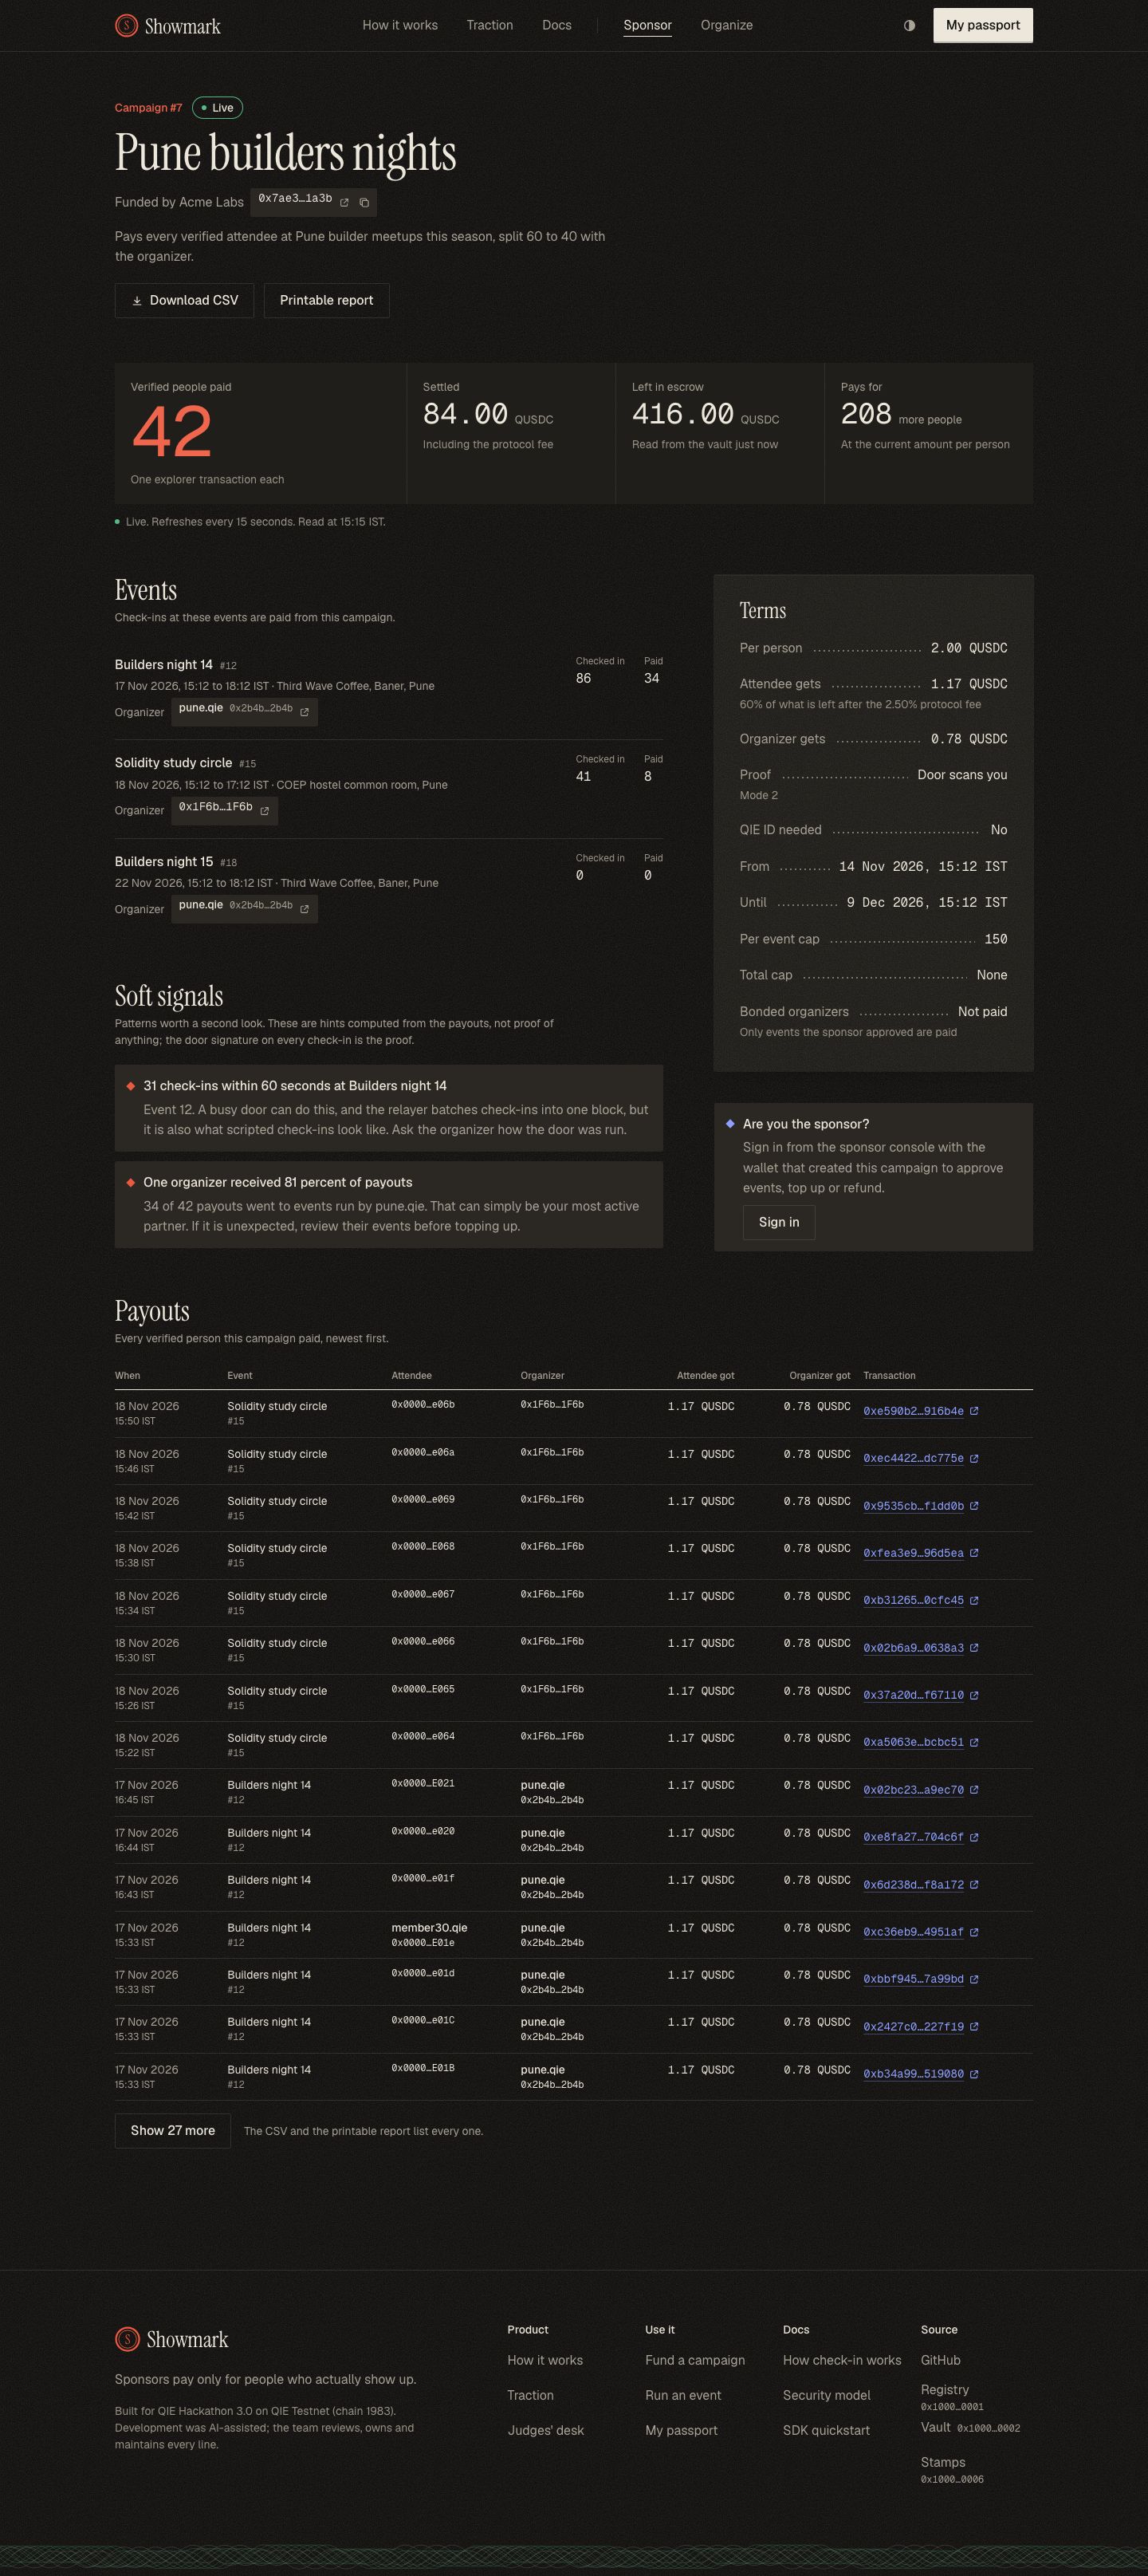 S Showmark
How it works
Traction
Docs
Sponsor
Organize
My passport
Campaign #7
Live
Pune builders nights
Funded by Acme Labs 0x7ae3…1a3b
Pays every verified attendee at Pune builder meetups this season, split 60 to 40 with
the organizer.
Download CSV
Printable report
Verified people paid
42
One explorer transaction each
Settled
84.00 QUSDC
Including the protocol fee
Left in escrow
416.00 QUSDC
Read from the vault just now
Pays for
208 more people
At the current amount per person
Live. Refreshes every 15 seconds. Read at 15:15 IST.
Events
Check-ins at these events are paid from this campaign.
Builders night 14 #12
17 Nov 2026, 15:12 to 18:12 IST · Third Wave Coffee, Baner, Pune
Organizer pune.qie 0x2b4b…2b4b
Checked in Paid
86 34
Solidity study circle #15
18 Nov 2026, 15:12 to 17:12 IST · COEP hostel common room, Pune
Organizer 0x1F6b…1F6b
Checked in Paid
41 8
Builders night 15 #18
22 Nov 2026, 15:12 to 18:12 IST · Third Wave Coffee, Baner, Pune
Organizer pune.qie 0x2b4b…2b4b
Checked in Paid
0 0
Terms
Per person 2.00 QUSDC
Attendee gets 1.17 QUSDC
60% of what is left after the 2.50% protocol fee
Organizer gets 0.78 QUSDC
Proof Door scans you
Mode 2
QIE ID needed No
From 14 Nov 2026, 15:12 IST
Until 9 Dec 2026, 15:12 IST
Per event cap 150
Total cap None
Bonded organizers Not paid
Only events the sponsor approved are paid
Soft signals
Patterns worth a second look. These are hints computed from the payouts, not proof of
anything; the door signature on every check-in is the proof.
31 check-ins within 60 seconds at Builders night 14
Event 12. A busy door can do this, and the relayer batches check-ins into one block, but
it is also what scripted check-ins look like. Ask the organizer how the door was run.
One organizer received 81 percent of payouts
34 of 42 payouts went to events run by pune.qie. That can simply be your most active
partner. If it is unexpected, review their events before topping up.
Are you the sponsor?
Sign in from the sponsor console with the
wallet that created this campaign to approve
events, top up or refund.
Sign in
Payouts
Every verified person this campaign paid, newest first.
When Event Attendee Organizer Attendee got Organizer got Transaction
18 Nov 2026 Solidity study circle 0x0000…e06b 0x1F6b…1F6b 1.17 QUSDC 0.78 QUSDC 0xe590b2…916b4e
15:50 IST #15
18 Nov 2026 Solidity study circle 0x0000…e06a 0x1F6b…1F6b 1.17 QUSDC 0.78 QUSDC 0xec4422…dc775e
15:46 IST #15
18 Nov 2026 Solidity study circle 0x0000…e069 0x1F6b…1F6b 1.17 QUSDC 0.78 QUSDC 0x9535cb…f1dd0b
15:42 IST #15
18 Nov 2026 Solidity study circle 0x0000…E068 0x1F6b…1F6b 1.17 QUSDC 0.78 QUSDC 0xfea3e9…96d5ea
15:38 IST #15
18 Nov 2026 Solidity study circle 0x0000…e067 0x1F6b…1F6b 1.17 QUSDC 0.78 QUSDC 0xb31265…0cfc45
15:34 IST #15
18 Nov 2026 Solidity study circle 0x0000…e066 0x1F6b…1F6b 1.17 QUSDC 0.78 QUSDC 0x02b6a9…0638a3
15:30 IST #15
18 Nov 2026 Solidity study circle 0x0000…E065 0x1F6b…1F6b 1.17 QUSDC 0.78 QUSDC 0x37a20d…f67110
15:26 IST #15
18 Nov 2026 Solidity study circle 0x0000…e064 0x1F6b…1F6b 1.17 QUSDC 0.78 QUSDC 0xa5063e…bcbc51
15:22 IST #15
17 Nov 2026 Builders night 14 0x0000…E021 pune.qie 1.17 QUSDC 0.78 QUSDC 0x02bc23…a9ec70
16:45 IST #12 0x2b4b…2b4b
17 Nov 2026 Builders night 14 0x0000…e020 pune.qie 1.17 QUSDC 0.78 QUSDC 0xe8fa27…704c6f
16:44 IST #12 0x2b4b…2b4b
17 Nov 2026 Builders night 14 0x0000…e01f pune.qie 1.17 QUSDC 0.78 QUSDC 0x6d238d…f8a172
16:43 IST #12 0x2b4b…2b4b
17 Nov 2026 Builders night 14 member30.qie pune.qie 1.17 QUSDC 0.78 QUSDC 0xc36eb9…4951af
15:33 IST #12 0x0000…E01e 0x2b4b…2b4b
17 Nov 2026 Builders night 14 0x0000…e01d pune.qie 1.17 QUSDC 0.78 QUSDC 0xbbf945…7a99bd
15:33 IST #12 0x2b4b…2b4b
17 Nov 2026 Builders night 14 0x0000…e01C pune.qie 1.17 QUSDC 0.78 QUSDC 0x2427c0…227f19
15:33 IST #12 0x2b4b…2b4b
17 Nov 2026 Builders night 14 0x0000…E01B pune.qie 1.17 QUSDC 0.78 QUSDC 0xb34a99…519080
15:33 IST #12 0x2b4b…2b4b
Show 27 more
The CSV and the printable report list every one.
S Showmark
Sponsors pay only for people who actually show up.
Built for QIE Hackathon 3.0 on QIE Testnet (chain 1983).
Development was AI-assisted; the team reviews, owns and
maintains every line.
Product
How it works
Traction
Judges' desk
Use it
Fund a campaign
Run an event
My passport
Docs
How check-in works
Security model
SDK quickstart
Source
GitHub
Registry
0x1000…0001
Vault 0x1000…0002
Stamps
0x1000…0006